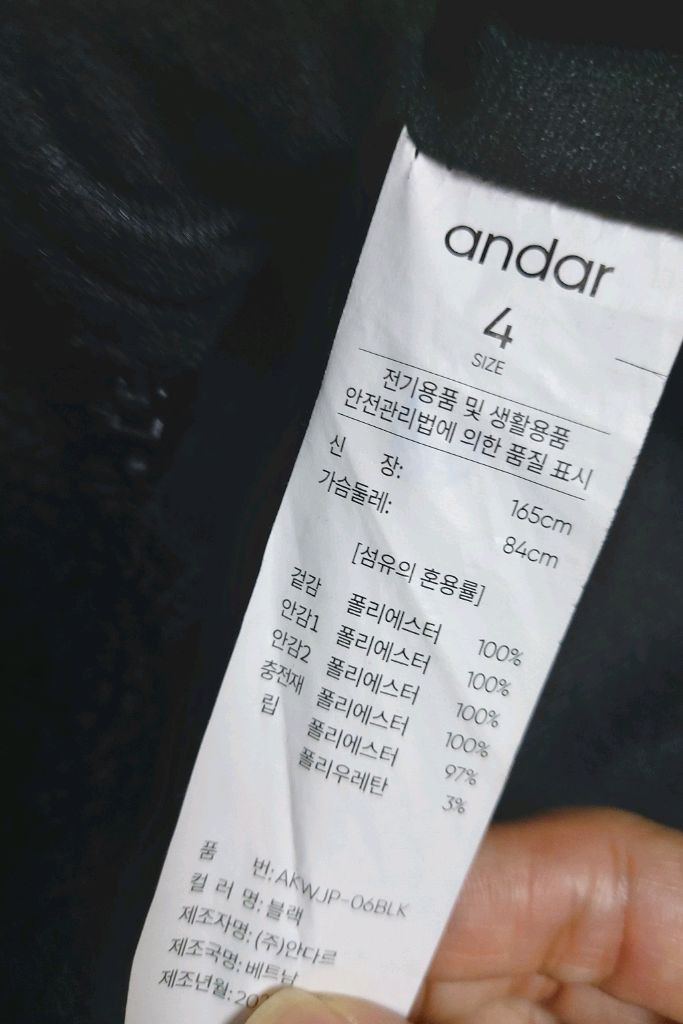 andar
4
SIZE
전기용품 및 생활용품
안전관리법에 의한 품질 표시
신 장: 165cm
가슴둘레: 84cm
[섬유의 혼용률]
겉감 폴리에스터 100%
안감1 폴리에스터 100%
안감2 폴리에스터 100%
충전재 폴리에스터 100%
립 폴리에스터 97%
폴리우레탄 3%
품 번: AKWJP-06BLK
컬 러 명: 블랙
제조자명: (주)안다르
제조국명: 베트남
제조년월: